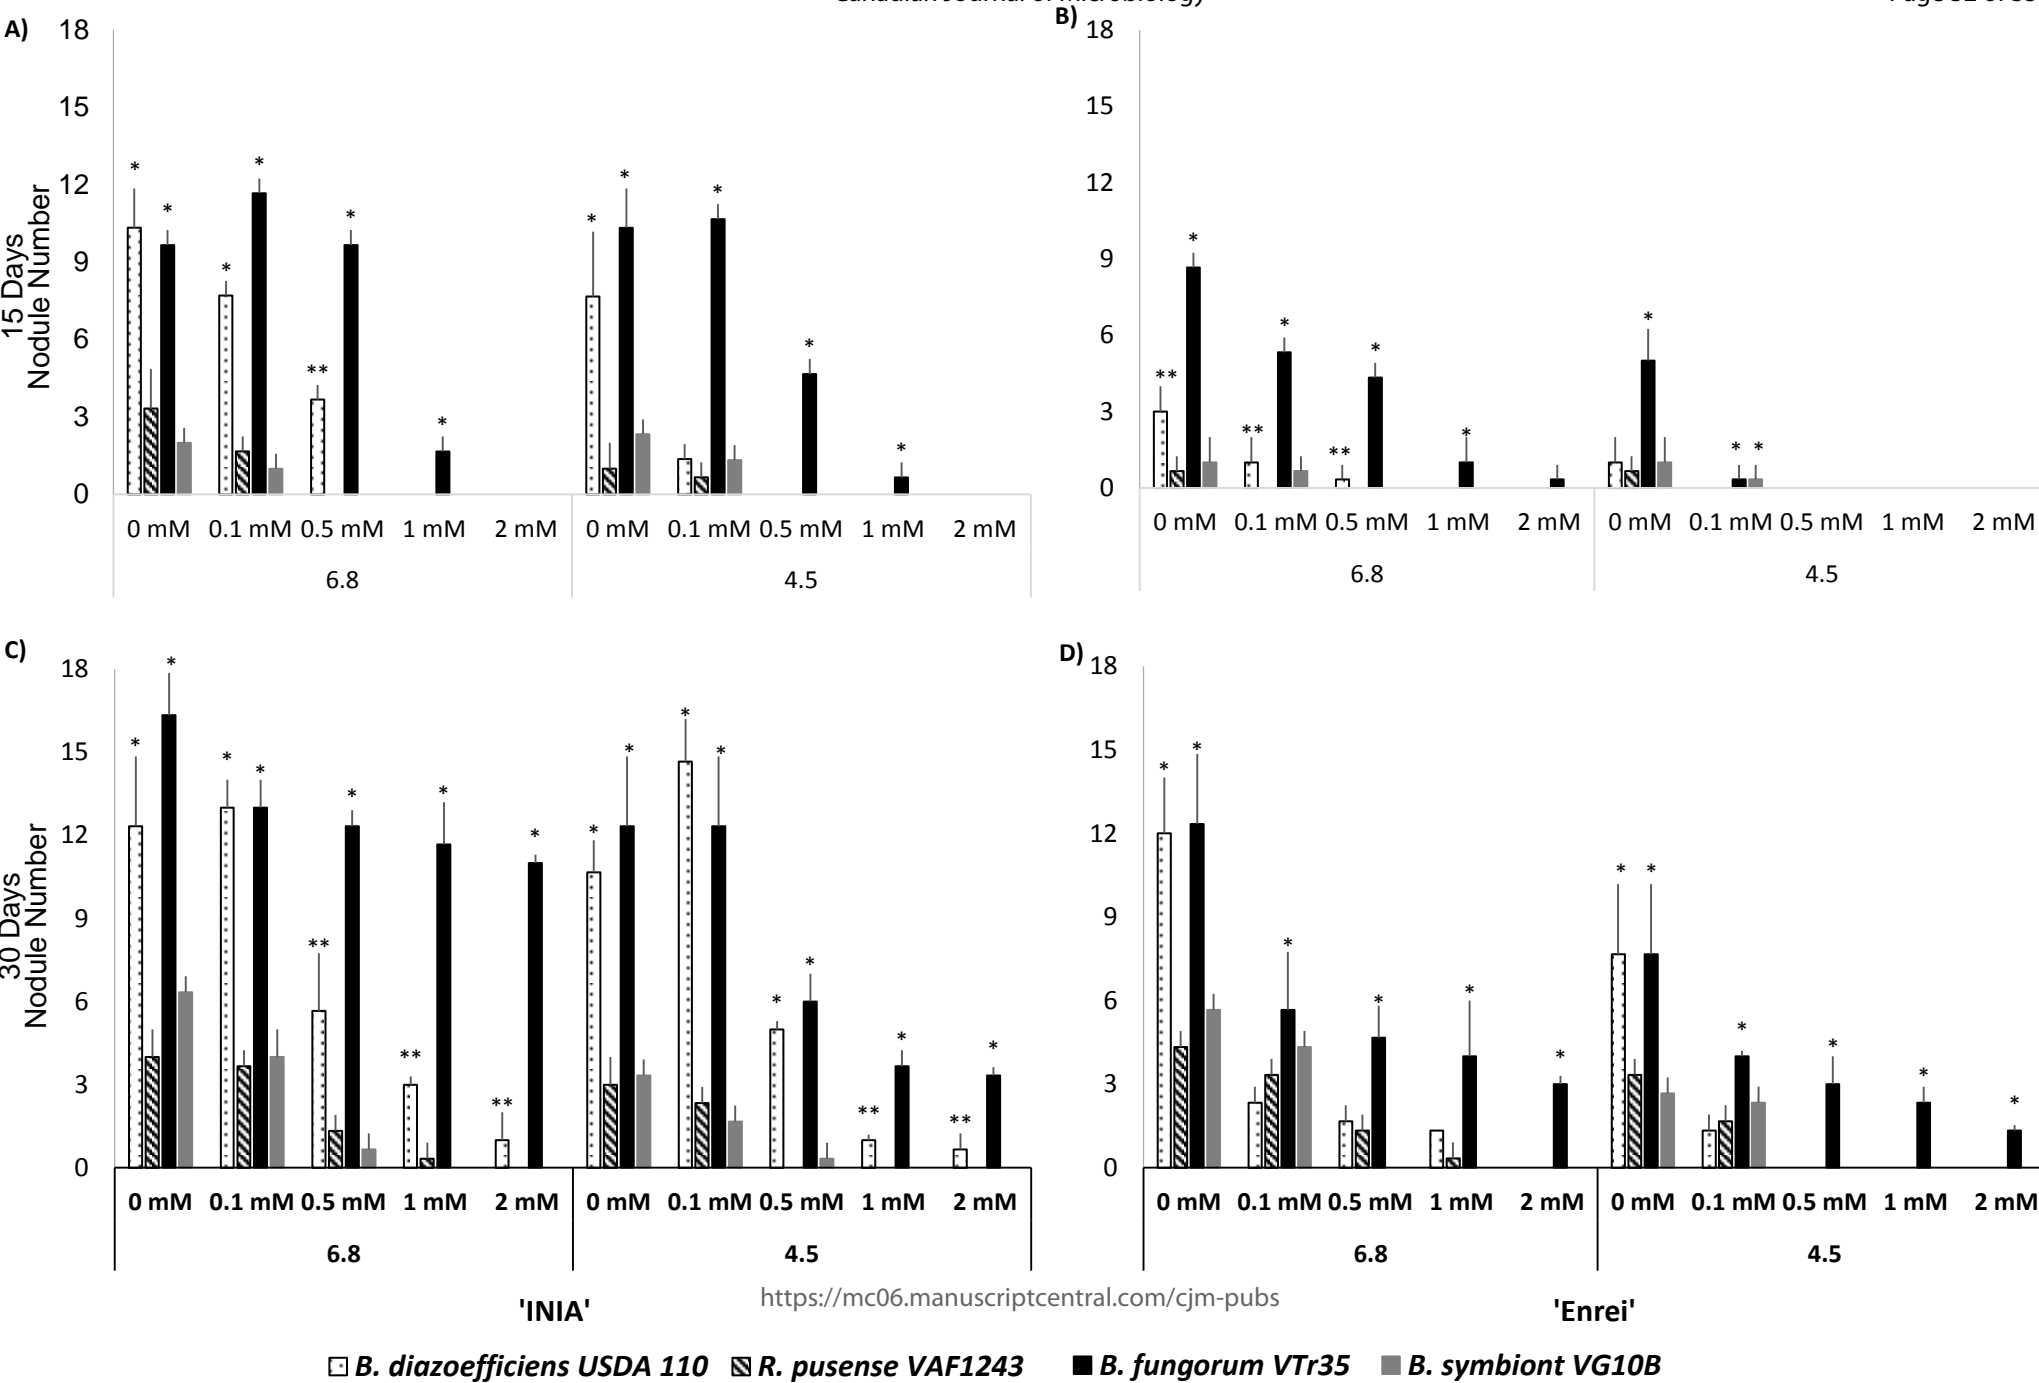 A)
18
15
12
9
6
3
0
15 Days
Nodule Number
* * * * ** * * * * * * * *
0 mM 0.1 mM 0.5 mM 1 mM 2 mM 0 mM 0.1 mM 0.5 mM 1 mM 2 mM
6.8 4.5
B)
18
15
12
9
6
3
0
** * ** * ** * * * * *
0 mM 0.1 mM 0.5 mM 1 mM 2 mM 0 mM 0.1 mM 0.5 mM 1 mM 2 mM
6.8 4.5
C)
18
15
12
9
6
3
0
30 Days
Nodule Number
* * * * ** * ** * ** * * * * * * * ** * ** *
0 mM 0.1 mM 0.5 mM 1 mM 2 mM 0 mM 0.1 mM 0.5 mM 1 mM 2 mM
6.8 4.5
D)
18
15
12
9
6
3
0
* * * * * * * * * * * *
0 mM 0.1 mM 0.5 mM 1 mM 2 mM 0 mM 0.1 mM 0.5 mM 1 mM 2 mM
6.8 4.5
'INIA' https://mc06.manuscriptcentral.com/cjm-pubs 'Enrei'
B. diazoefficiens USDA 110 R. pusense VAF1243 B. fungorum VTr35 B. symbiont VG10B